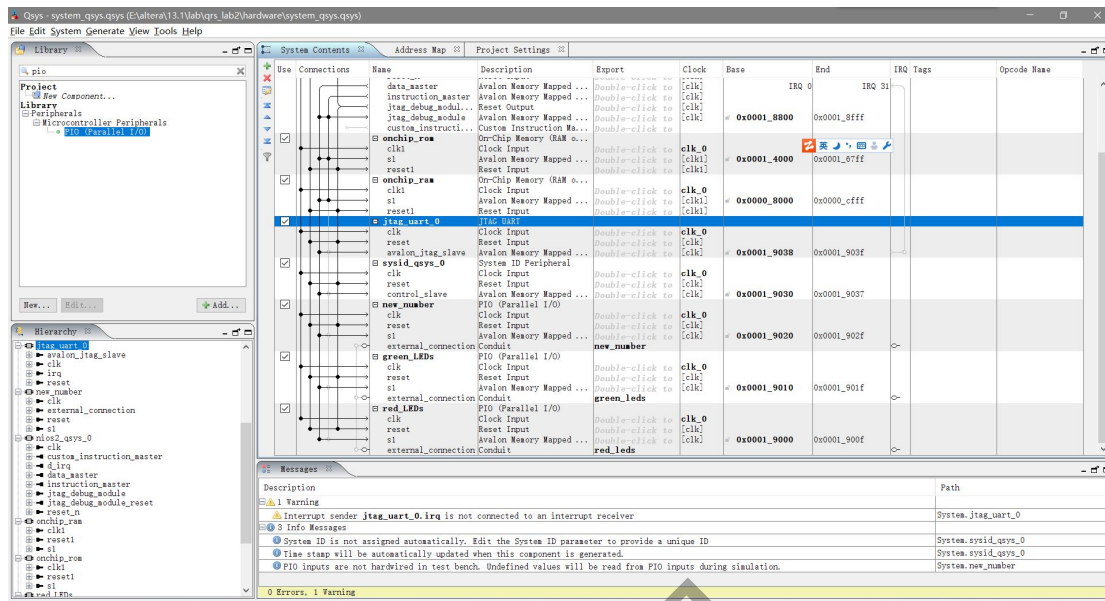 Qsys - system_qsys.qsys (E:\altera\13.1\lab\qrs_lab2\hardware\system_qsys.qsys)
File Edit System Generate View Tools Help
Library
pio
Project
New Component...
Library
Peripherals
Microcontroller Peripherals
PIO (Parallel I/O)
New... Edit... Add...
Hierarchy
jtag_uart_0
avalon_jtag_slave
clk
irq
reset
new_number
clk
external_connection
reset
s1
nios2_qsys_0
clk
custom_instruction_master
d_irq
data_master
instruction_master
jtag_debug_module
jtag_debug_module_reset
reset_n
onchip_ram
clk1
reset1
s1
onchip_rom
clk1
reset1
s1
red_LEDs
System Contents Address Map Project Settings
Use Connections Name Description Export Clock Base End IRQ Tags Opcode Name
data_master Avalon Memory Mapped ... Double-click to [clk] IRQ 0 IRQ 31
instruction_master Avalon Memory Mapped ... Double-click to [clk]
jtag_debug_modul... Reset Output Double-click to [clk]
jtag_debug_module Avalon Memory Mapped ... Double-click to [clk] 0x0001_8800 0x0001_8fff
custom_instructi... Custom Instruction Ma... Double-click to
onchip_rom On-Chip Memory (RAM o...
clk1 Clock Input Double-click to clk_0
s1 Avalon Memory Mapped ... Double-click to [clk1] 0x0001_4000 0x0001_67ff
reset1 Reset Input Double-click to [clk1]
英
onchip_ram On-Chip Memory (RAM o...
clk1 Clock Input Double-click to clk_0
s1 Avalon Memory Mapped ... Double-click to [clk1] 0x0000_8000 0x0000_cfff
reset1 Reset Input Double-click to [clk1]
jtag_uart_0 JTAG UART
clk Clock Input Double-click to clk_0
reset Reset Input Double-click to [clk]
avalon_jtag_slave Avalon Memory Mapped ... Double-click to [clk] 0x0001_9038 0x0001_903f
sysid_qsys_0 System ID Peripheral
clk Clock Input Double-click to clk_0
reset Reset Input Double-click to [clk]
control_slave Avalon Memory Mapped ... Double-click to [clk] 0x0001_9030 0x0001_9037
new_number PIO (Parallel I/O)
clk Clock Input Double-click to clk_0
reset Reset Input Double-click to [clk]
s1 Avalon Memory Mapped ... Double-click to [clk] 0x0001_9020 0x0001_902f
external_connection Conduit new_number
green_LEDs PIO (Parallel I/O)
clk Clock Input Double-click to clk_0
reset Reset Input Double-click to [clk]
s1 Avalon Memory Mapped ... Double-click to [clk] 0x0001_9010 0x0001_901f
external_connection Conduit green_leds
red_LEDs PIO (Parallel I/O)
clk Clock Input Double-click to clk_0
reset Reset Input Double-click to [clk]
s1 Avalon Memory Mapped ... Double-click to [clk] 0x0001_9000 0x0001_900f
external_connection Conduit red_leds
Messages
Description Path
1 Warning
Interrupt sender jtag_uart_0.irq is not connected to an interrupt receiver System.jtag_uart_0
3 Info Messages
System ID is not assigned automatically. Edit the System ID parameter to provide a unique ID System.sysid_qsys_0
Time stamp will be automatically updated when this component is generated. System.sysid_qsys_0
PIO inputs are not hardwired in test bench. Undefined values will be read from PIO inputs during simulation. System.new_number
0 Errors, 1 Warning